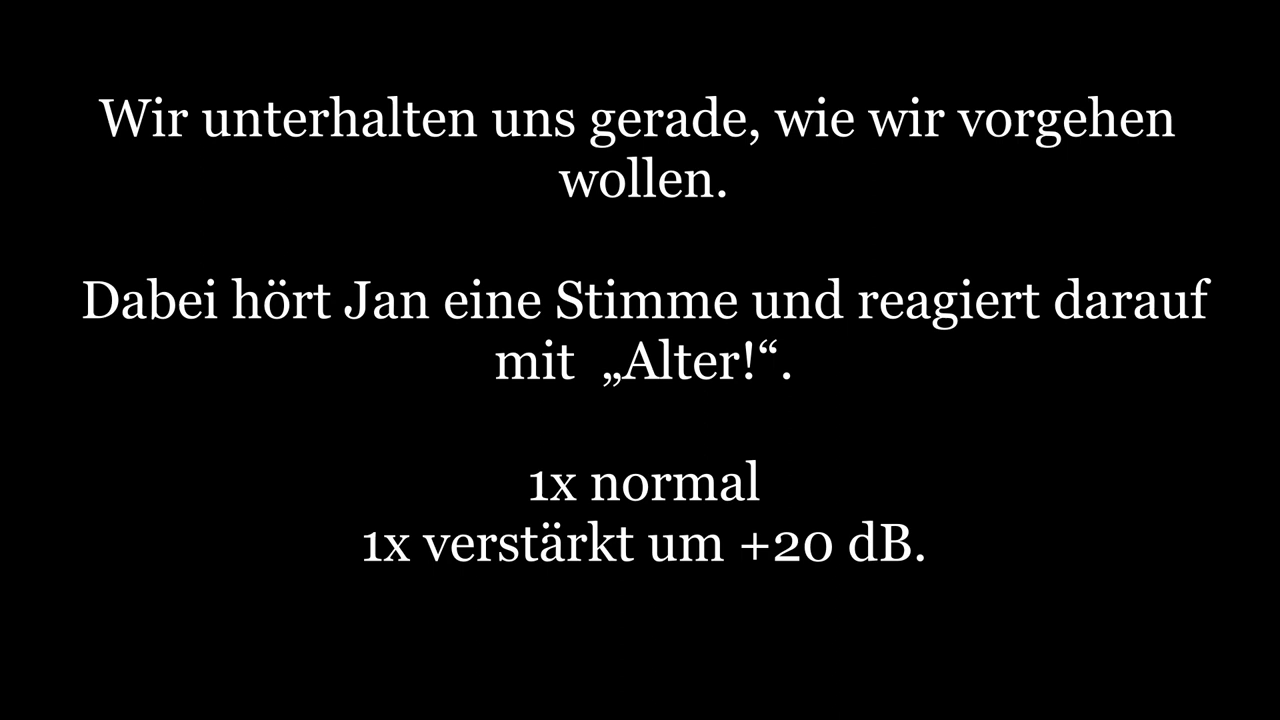 Wir unterhalten uns gerade, wie wir vorgehen
wollen.
Dabei hört Jan eine Stimme und reagiert darauf
mit  „Alter!“.
1x normal
1x verstärkt um +20 dB.